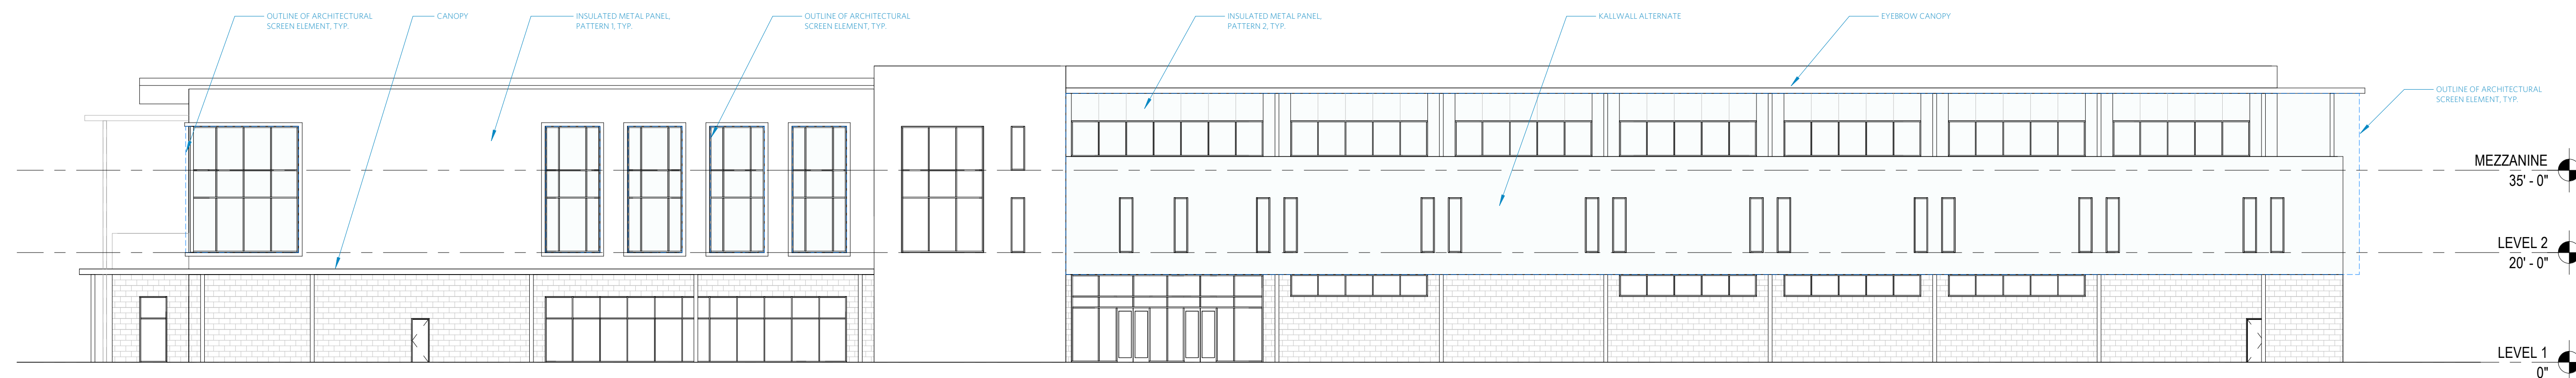 OUTLINE OF ARCHITECTURAL
SCREEN ELEMENT, TYP.
CANOPY
INSULATED METAL PANEL,
PATTERN 1, TYP.
OUTLINE OF ARCHITECTURAL
SCREEN ELEMENT, TYP.
INSULATED METAL PANEL,
PATTERN 2, TYP.
KALLWALL ALTERNATE
EYEBROW CANOPY
OUTLINE OF ARCHITECTURAL
SCREEN ELEMENT, TYP.
MEZZANINE
35' - 0"
LEVEL 2
20' - 0"
LEVEL 1
0"